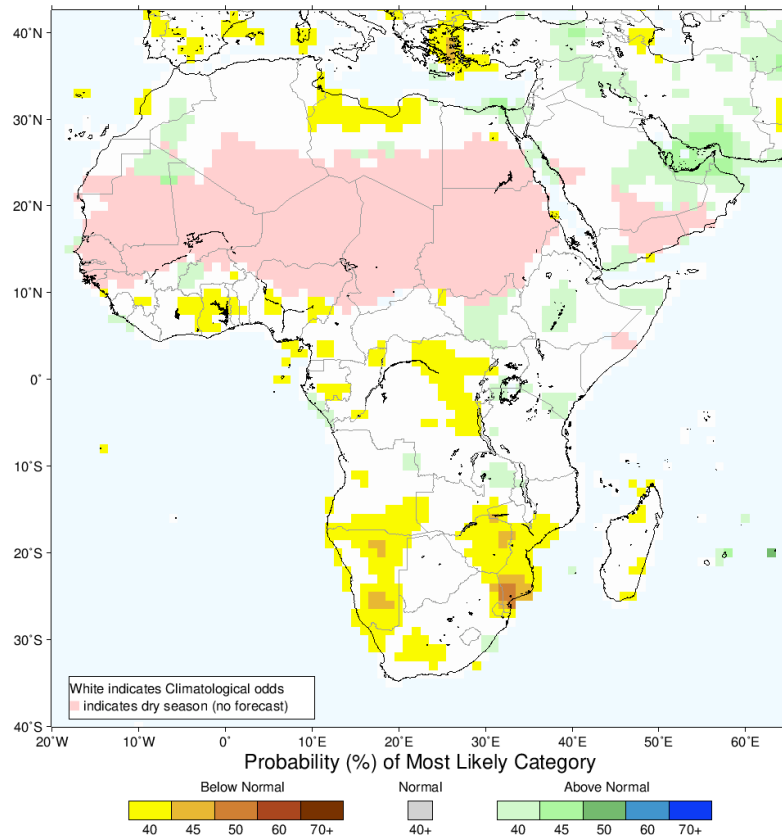 40˚N
30˚N
20˚N
10˚N
0˚
10˚S
20˚S
30˚S
40˚S
White indicates Climatological odds
indicates dry season (no forecast)
20˚W 10˚W 0˚ 10˚E 20˚E 30˚E 40˚E 50˚E 60˚E
Probability (%) of Most Likely Category
Below Normal Normal Above Normal
40 45 50 60 70+ 40+ 40 45 50 60 70+